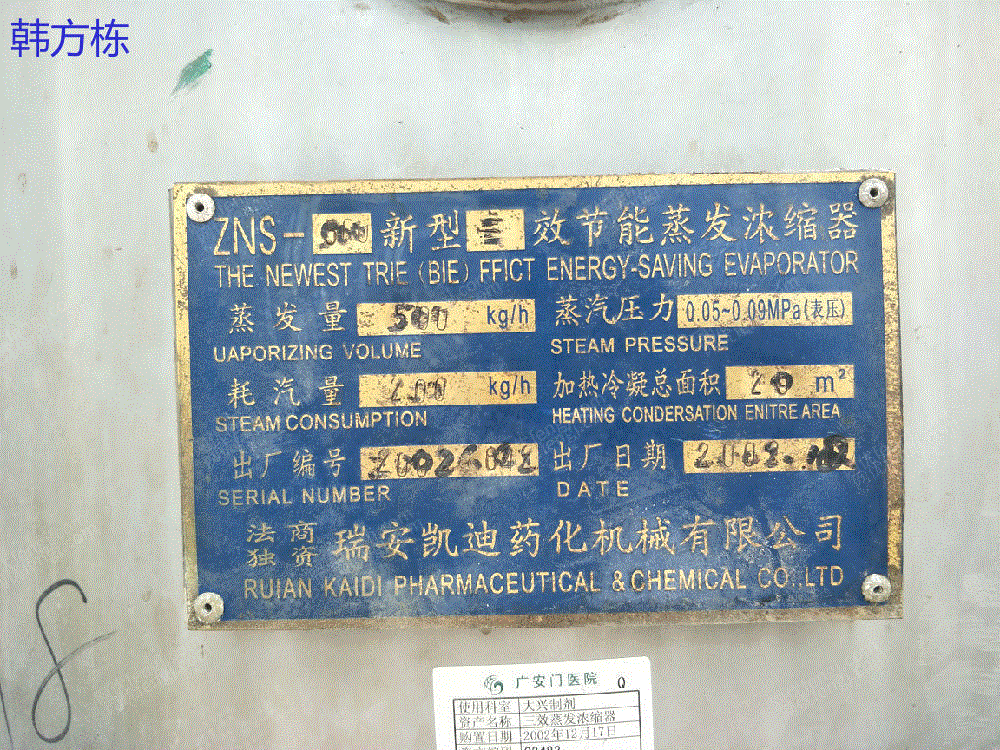 韩方栋
ZNS-500新型三效节能蒸发浓缩器
THE NEWEST TRIE (BIE) FFICT ENERGY-SAVING EVAPORATOR
蒸发量 500 kg/h 蒸汽压力 0.05~0.09MPa(表压)
UAPORIZING VOLUME STEAM PRESSURE
耗汽量 200 kg/h 加热冷凝总面积 20 m²
STEAM CONSUMPTION HEATING CONDERSATION ENITRE AREA
出厂编号 出厂日期
SERIAL NUMBER DATE
法商独资 瑞安凯迪药化机械有限公司
RUIAN KAIDI PHARMACEUTICAL & CHEMICAL CO.,LTD
8
广安门医院 Q
使用科室 大兴制剂
资产名称 三效蒸发浓缩器
购置日期 2002年12月17日